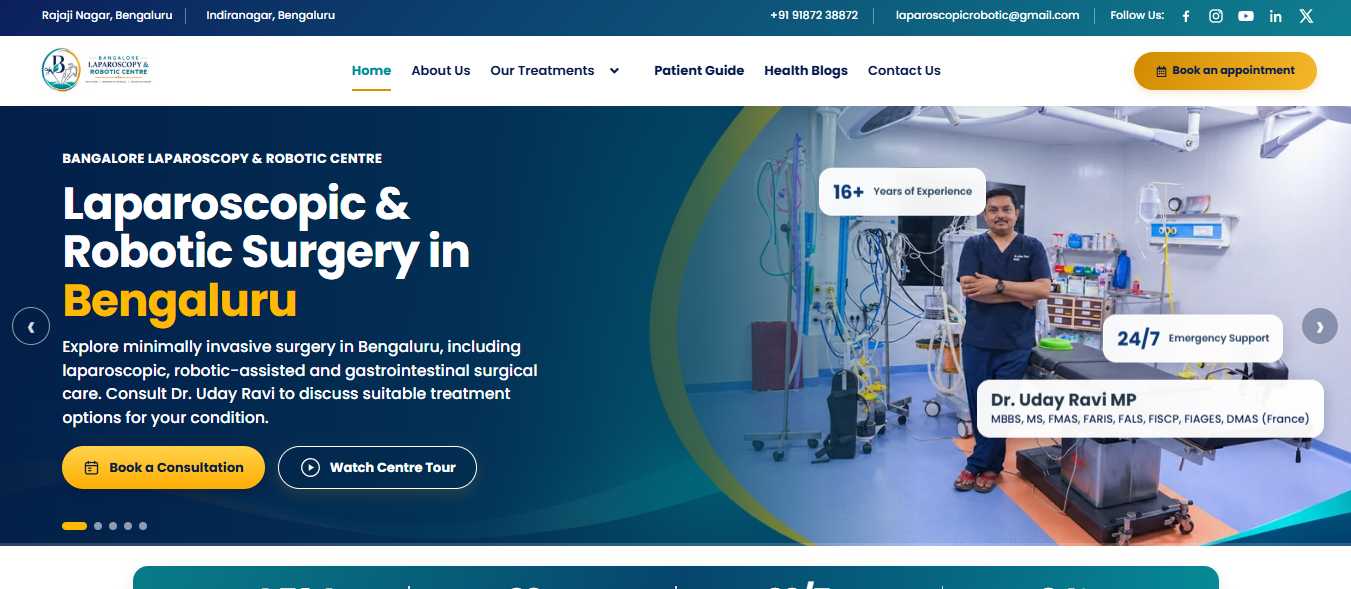 Rajaji Nagar, Bengaluru
Indiranagar, Bengaluru
+91 91872 38872
laparoscopicrobotic@gmail.com
Follow Us:
BANGALORE
LAPAROSCOPY &
ROBOTIC CENTRE
Home
About Us
Our Treatments
Patient Guide
Health Blogs
Contact Us
Book an appointment
BANGALORE LAPAROSCOPY & ROBOTIC CENTRE
Laparoscopic &
Robotic Surgery in
Bengaluru
Explore minimally invasive surgery in Bengaluru, including
laparoscopic, robotic-assisted and gastrointestinal surgical
care. Consult Dr. Uday Ravi to discuss suitable treatment
options for your condition.
Book a Consultation
Watch Centre Tour
16+ Years of Experience
24/7 Emergency Support
Dr. Uday Ravi MP
MBBS, MS, FMAS, FARIS, FALS, FISCP, FIAGES, DMAS (France)